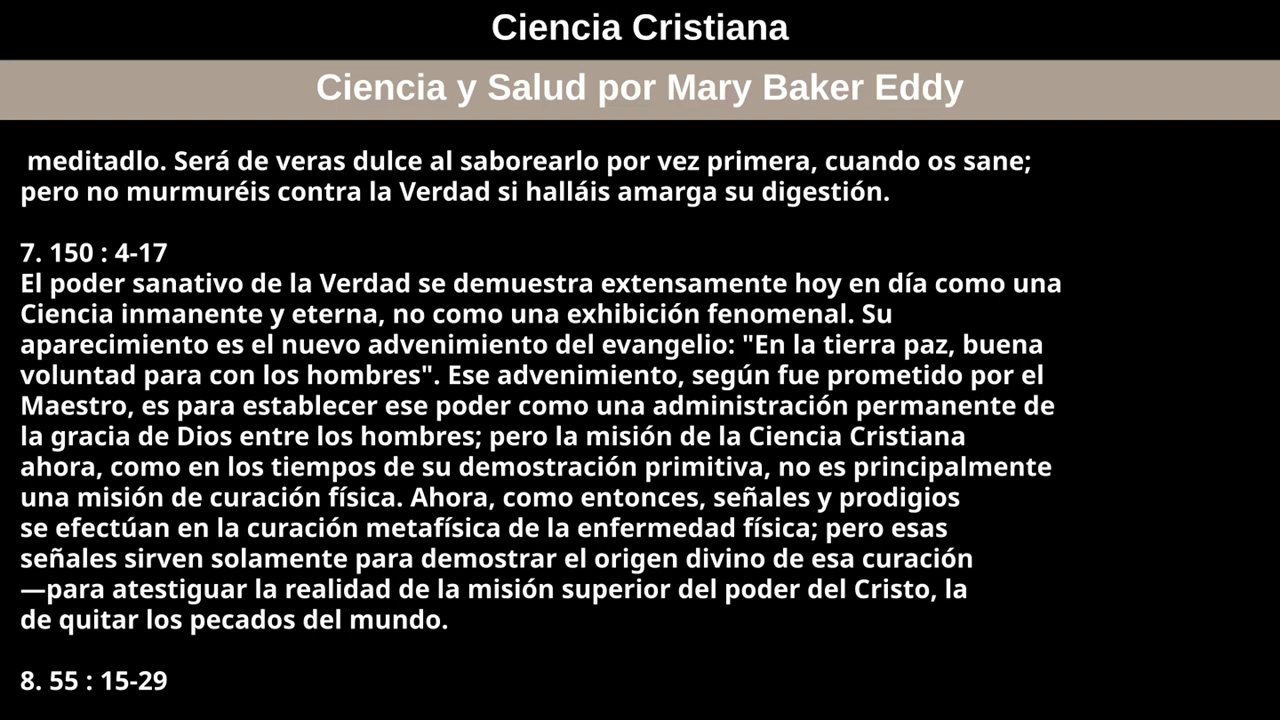 Ciencia Cristiana
Ciencia y Salud por Mary Baker Eddy
meditadlo. Será de veras dulce al saborearlo por vez primera, cuando os sane;
pero no murmuréis contra la Verdad si halláis amarga su digestión.
7. 150 : 4-17
El poder sanativo de la Verdad se demuestra extensamente hoy en día como una
Ciencia inmanente y eterna, no como una exhibición fenomenal. Su
aparecimiento es el nuevo advenimiento del evangelio: "En la tierra paz, buena
voluntad para con los hombres". Ese advenimiento, según fue prometido por el
Maestro, es para establecer ese poder como una administración permanente de
la gracia de Dios entre los hombres; pero la misión de la Ciencia Cristiana
ahora, como en los tiempos de su demostración primitiva, no es principalmente
una misión de curación física. Ahora, como entonces, señales y prodigios
se efectúan en la curación metafísica de la enfermedad física; pero esas
señales sirven solamente para demostrar el origen divino de esa curación
—para atestiguar la realidad de la misión superior del poder del Cristo, la
de quitar los pecados del mundo.
8. 55 : 15-29